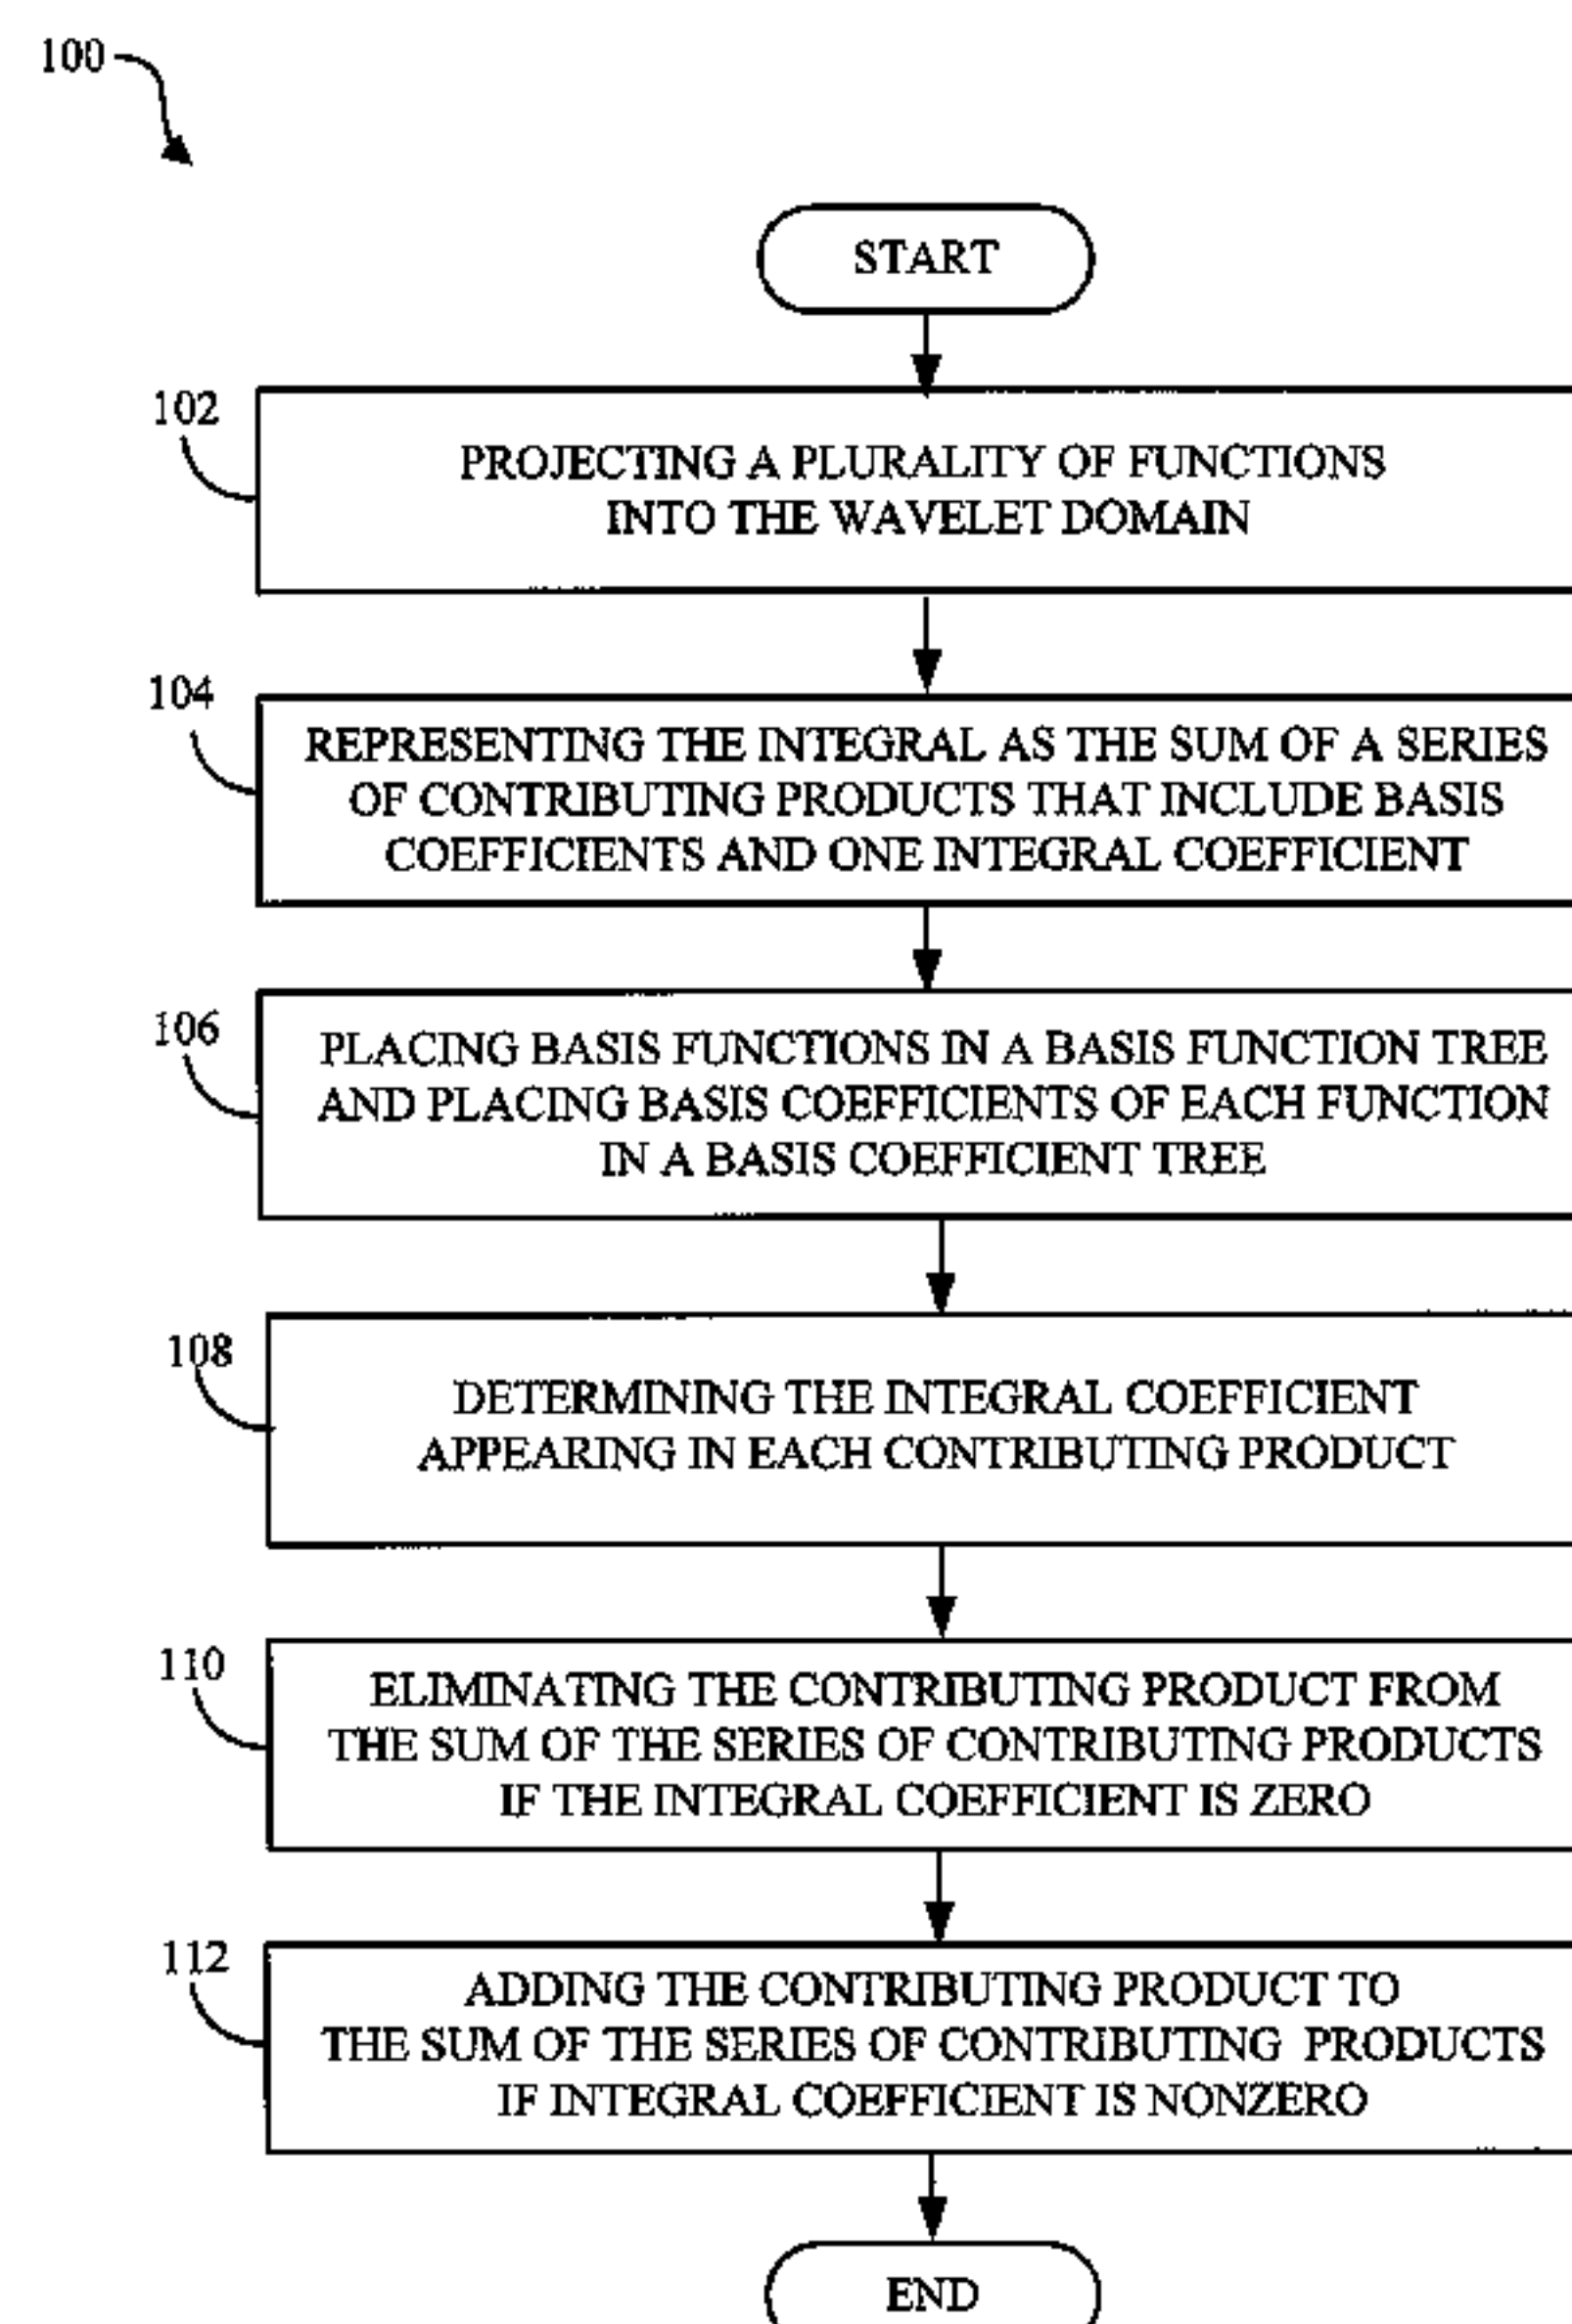 100
START
102
PROJECTING A PLURALITY OF FUNCTIONS
INTO THE WAVELET DOMAIN
104
REPRESENTING THE INTEGRAL AS THE SUM OF A SERIES
OF CONTRIBUTING PRODUCTS THAT INCLUDE BASIS
COEFFICIENTS AND ONE INTEGRAL COEFFICIENT
106
PLACING BASIS FUNCTIONS IN A BASIS FUNCTION TREE
AND PLACING BASIS COEFFICIENTS OF EACH FUNCTION
IN A BASIS COEFFICIENT TREE
108
DETERMINING THE INTEGRAL COEFFICIENT
APPEARING IN EACH CONTRIBUTING PRODUCT
110
ELIMINATING THE CONTRIBUTING PRODUCT FROM
THE SUM OF THE SERIES OF CONTRIBUTING PRODUCTS
IF THE INTEGRAL COEFFICIENT IS ZERO
112
ADDING THE CONTRIBUTING PRODUCT TO
THE SUM OF THE SERIES OF CONTRIBUTING PRODUCTS
IF INTEGRAL COEFFICIENT IS NONZERO
END